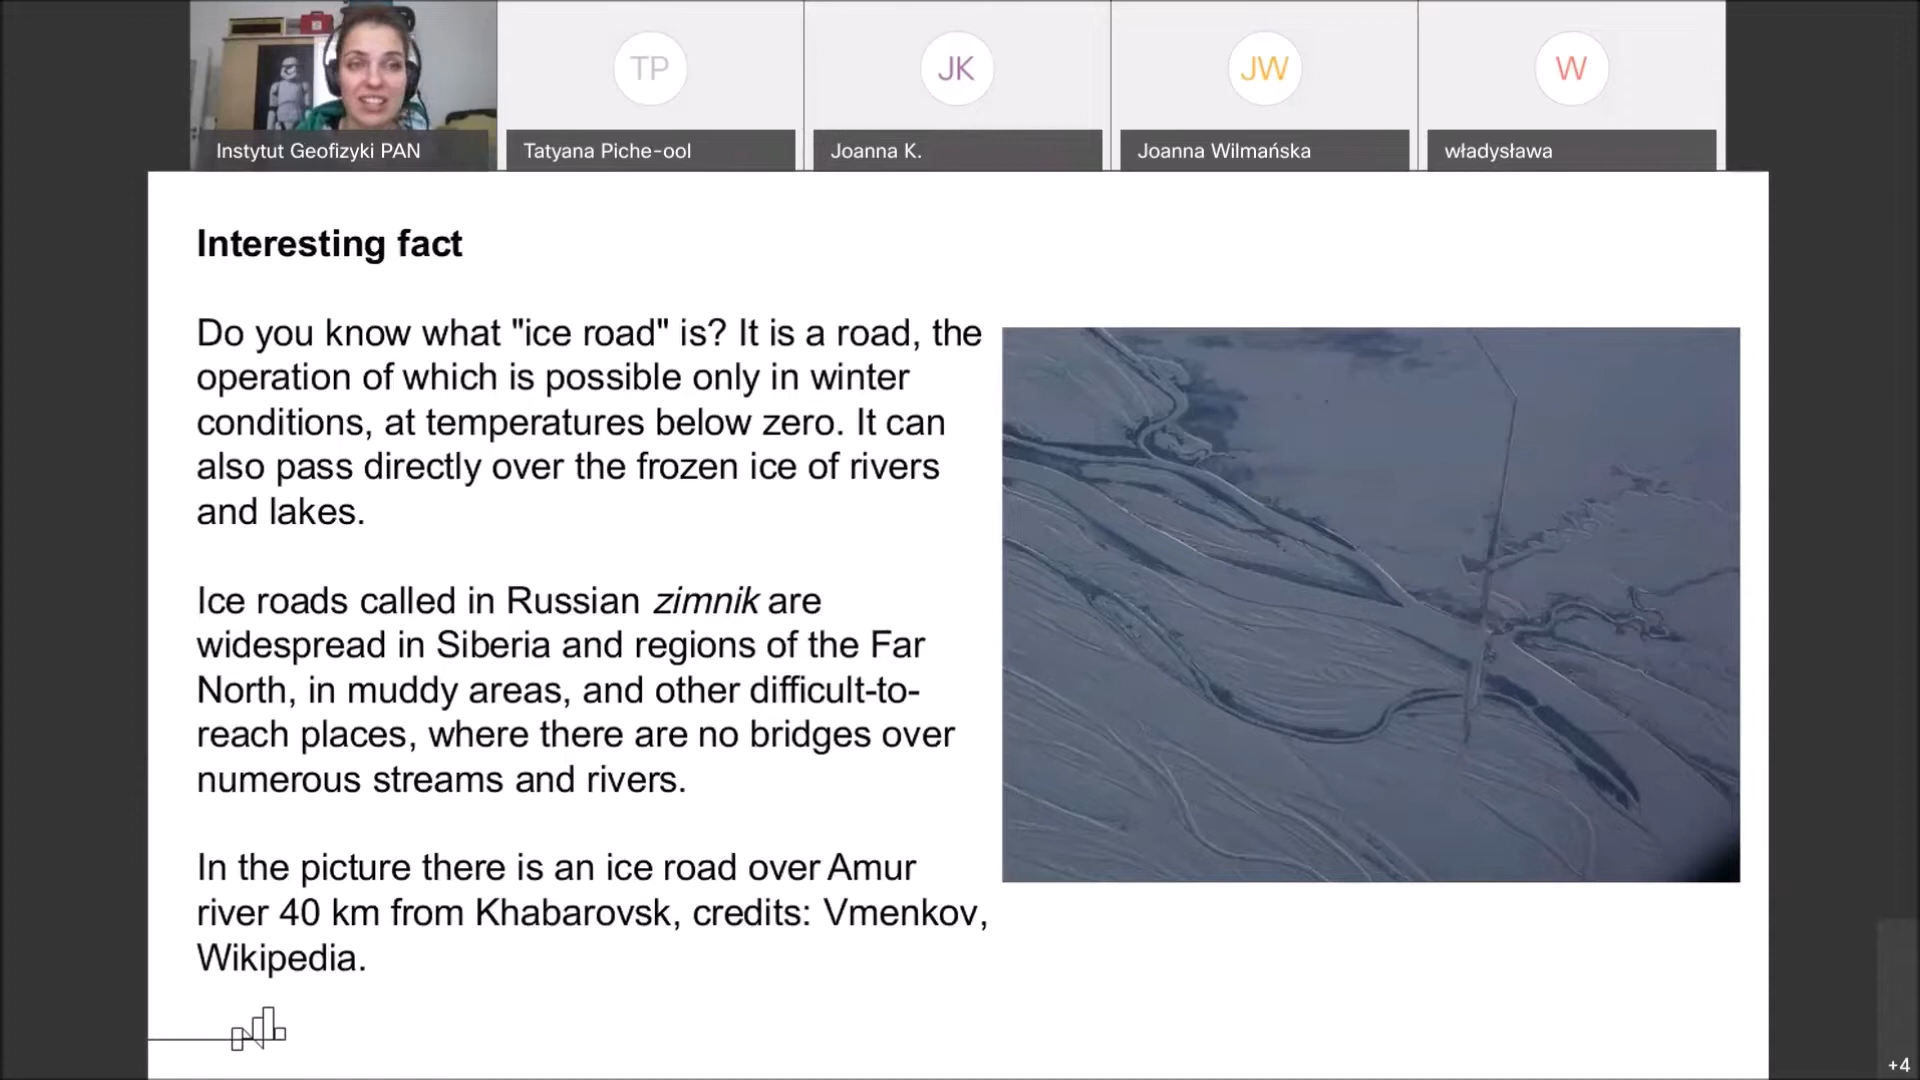 TP
JK
JW
W
Instytut Geofizyki PAN
Tatyana Piche-ool
Joanna K.
Joanna Wilmańska
władysława
Interesting fact
Do you know what "ice road" is? It is a road, the
operation of which is possible only in winter
conditions, at temperatures below zero. It can
also pass directly over the frozen ice of rivers
and lakes.
Ice roads called in Russian zimnik are
widespread in Siberia and regions of the Far
North, in muddy areas, and other difficult-to-
reach places, where there are no bridges over
numerous streams and rivers.
In the picture there is an ice road over Amur
river 40 km from Khabarovsk, credits: Vmenkov,
Wikipedia.
+4